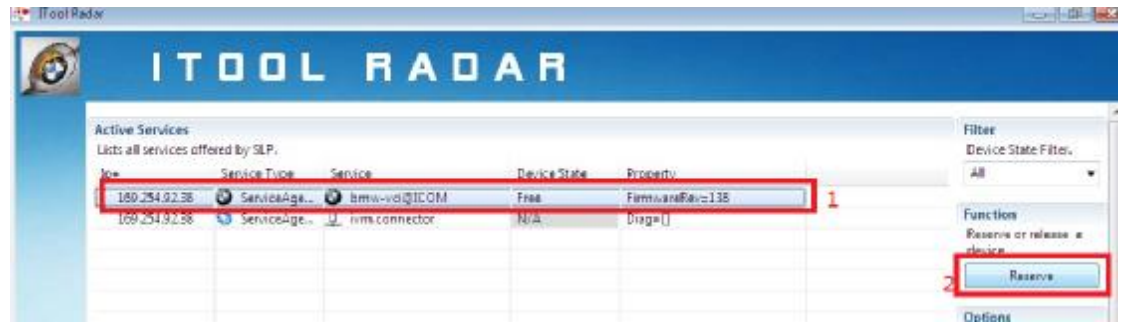 ITool Radar
ITOOL RADAR
Active Services
Lists all services offered by SLP.
Service Type Service Device State Property
169.254.92.38 ServiceAge... bmw-vci@ICOM Free FirmwareRev=138
1
169.254.92.38 ServiceAge... ivm.connector N/A Diag=[]
Filter
Device State Filter.
All
Function
Reserve or release a
device.
2
Reserve
Options